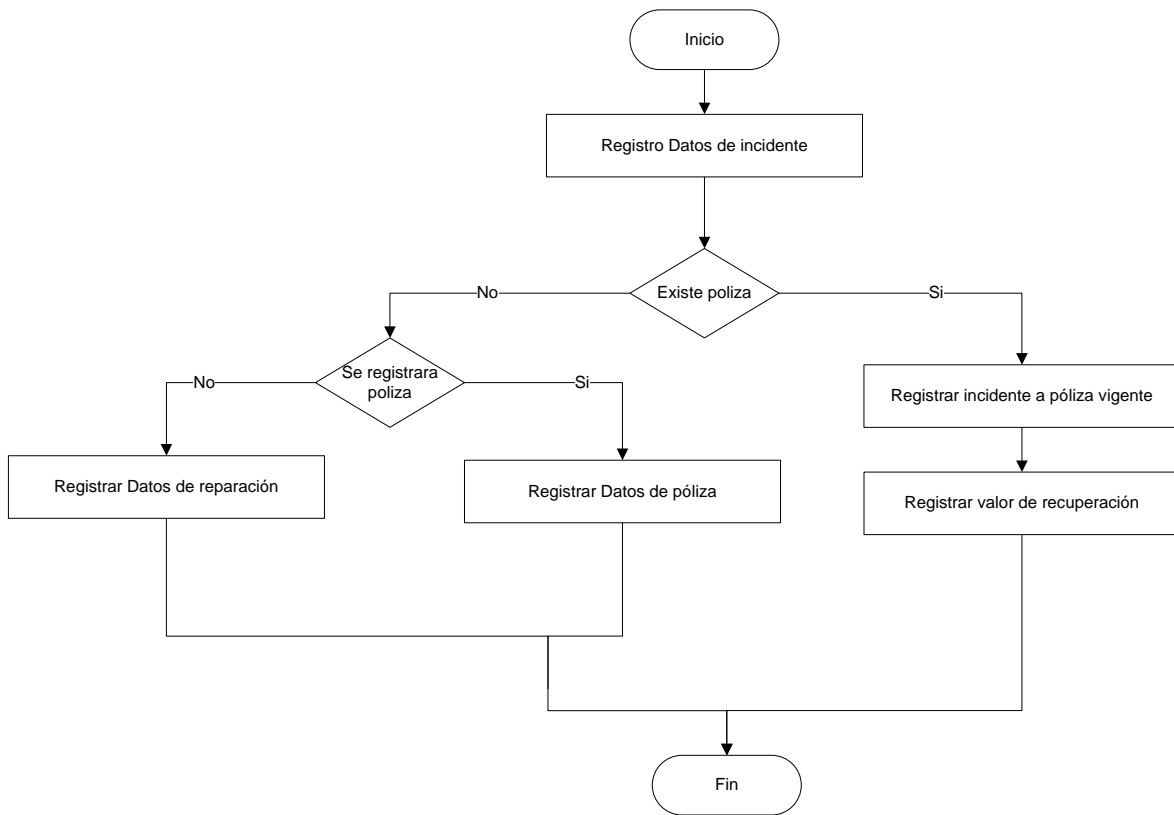 Inicio
Registro Datos de incidente
Existe poliza
No
Si
Se registrara
poliza
No
Si
Registrar incidente a póliza vigente
Registrar Datos de reparación
Registrar Datos de póliza
Registrar valor de recuperación
Fin